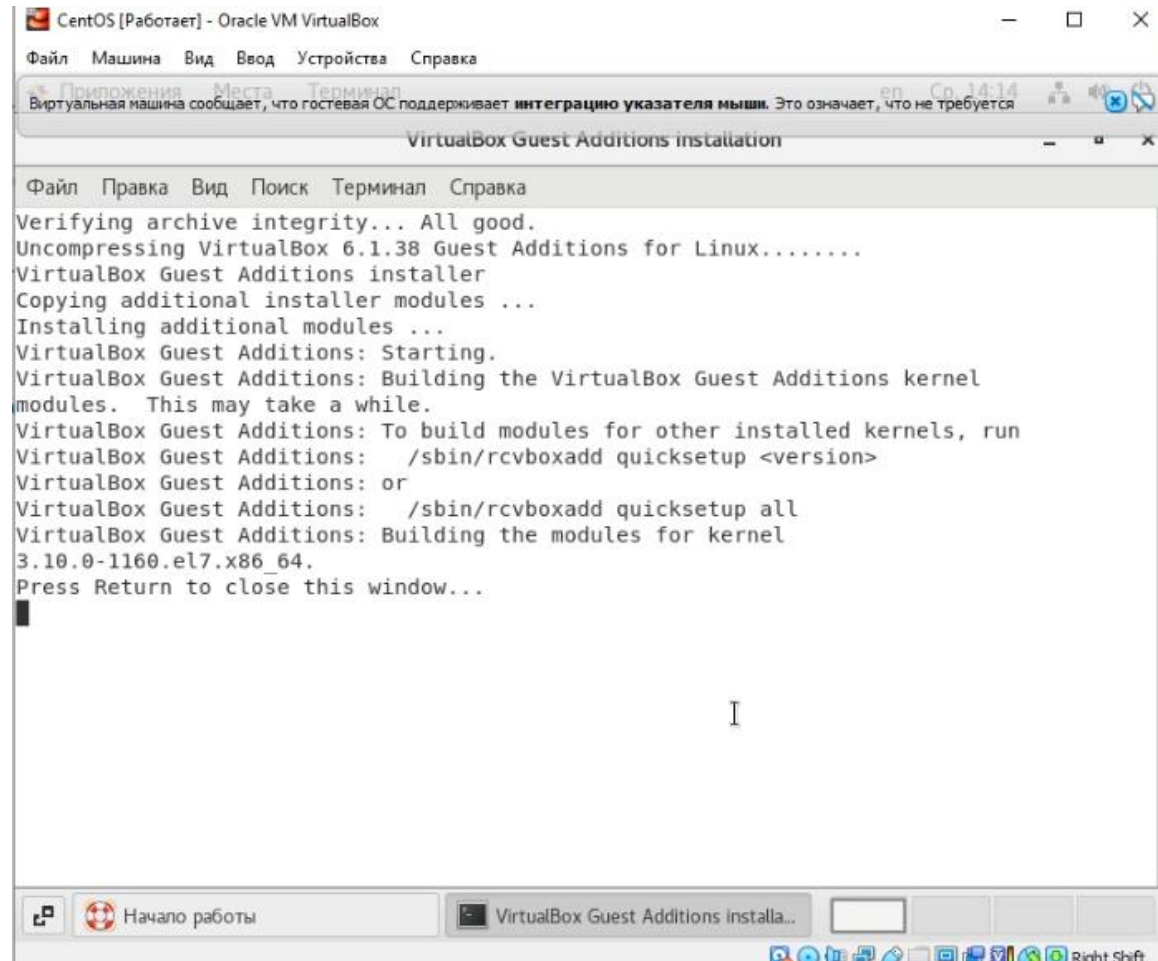 CentOS [Работает] - Oracle VM VirtualBox
Файл Машина Вид Ввод Устройства Справка
Приложения Места Терминал en Ср, 14:14
Виртуальная машина сообщает, что гостевая ОС поддерживает интеграцию указателя мыши. Это означает, что не требуется
VirtualBox Guest Additions installation
Файл Правка Вид Поиск Терминал Справка
Verifying archive integrity... All good.
Uncompressing VirtualBox 6.1.38 Guest Additions for Linux........
VirtualBox Guest Additions installer
Copying additional installer modules ...
Installing additional modules ...
VirtualBox Guest Additions: Starting.
VirtualBox Guest Additions: Building the VirtualBox Guest Additions kernel
modules.  This may take a while.
VirtualBox Guest Additions: To build modules for other installed kernels, run
VirtualBox Guest Additions:   /sbin/rcvboxadd quicksetup <version>
VirtualBox Guest Additions: or
VirtualBox Guest Additions:   /sbin/rcvboxadd quicksetup all
VirtualBox Guest Additions: Building the modules for kernel
3.10.0-1160.el7.x86_64.
Press Return to close this window...
Начало работы VirtualBox Guest Additions installa...
Right Shift